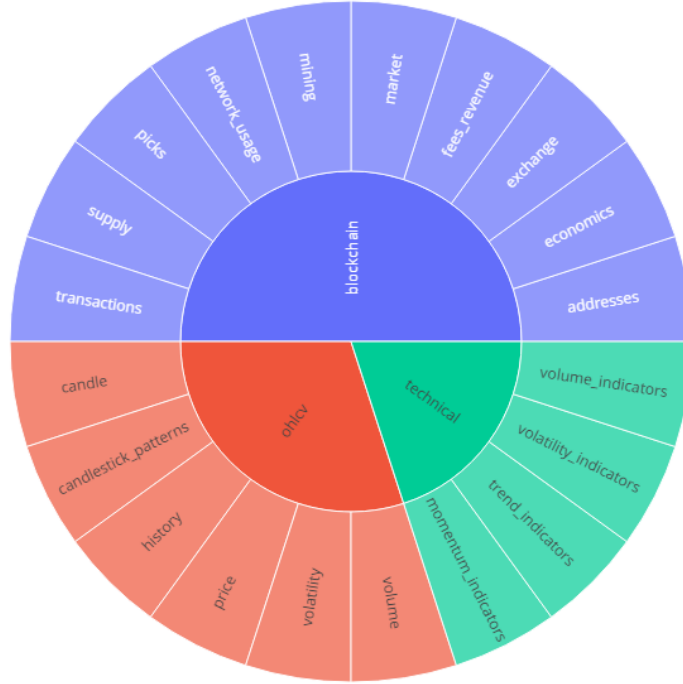 blockchain
addresses
economics
exchange
fees_revenue
market
mining
network_usage
picks
supply
transactions
ohlcv
candle
candlestick_patterns
history
price
volatility
volume
technical
momentum_indicators
trend_indicators
volatility_indicators
volume_indicators